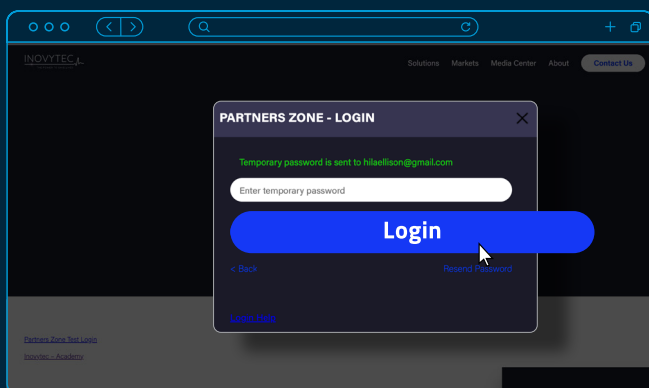 INOVYTEC
Solutions Markets Media Center About Contact Us
PARTNERS ZONE - LOGIN
Temporary password is sent to hilaellison@gmail.com
Enter temporary password
Login
< Back Resend Password
Partners Zone Test Login
Inovytec – Academy